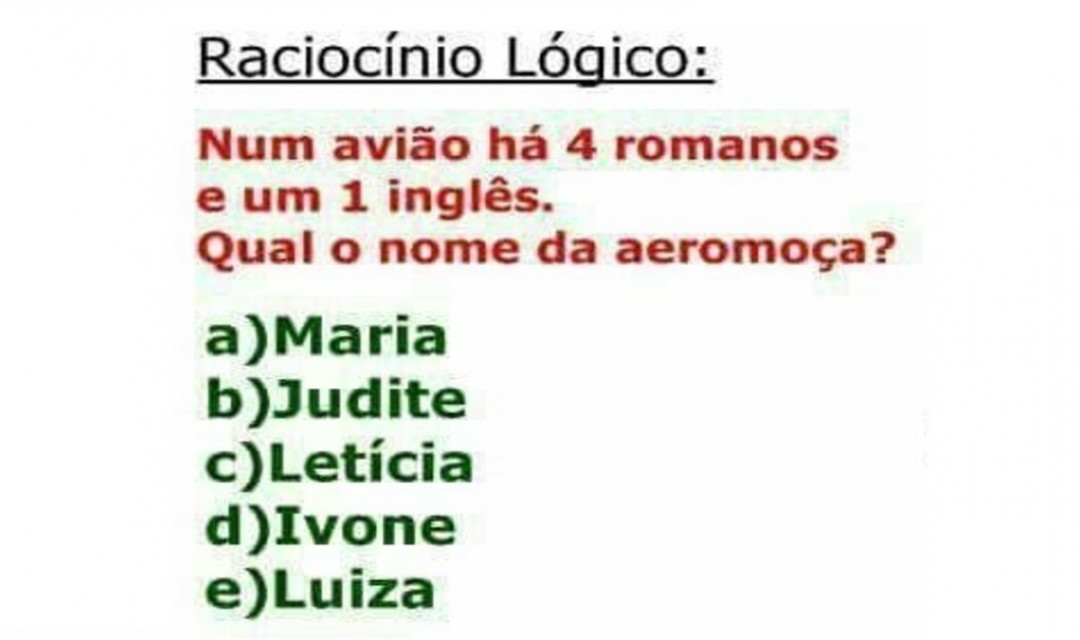 Raciocínio Lógico:
Num avião há 4 romanos
e um 1 inglês.
Qual o nome da aeromoça?
a)Maria
b)Judite
c)Letícia
d)Ivone
e)Luiza